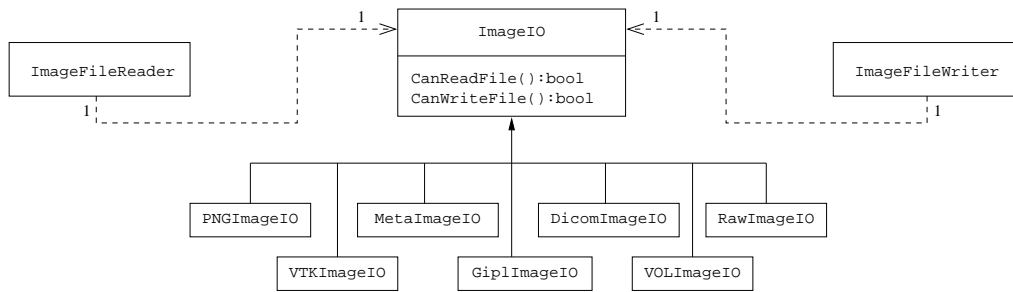 1
ImageIO
1
ImageFileReader
CanReadFile():bool
CanWriteFile():bool
ImageFileWriter
1
1
PNGImageIO
MetaImageIO
DicomImageIO
RawImageIO
VTKImageIO
GiplImageIO
VOLImageIO